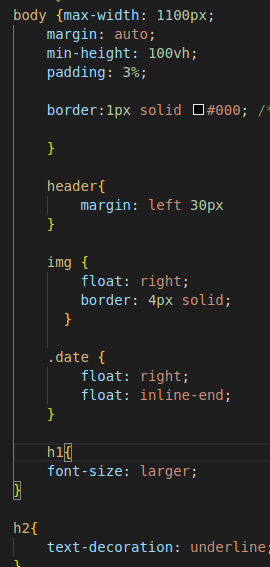 body {max-width: 1100px;
margin: auto;
min-height: 100vh;
padding: 3%;
border:1px solid #000; /*
}
header{
margin: left 30px
}
img {
float: right;
border: 4px solid;
}
.date {
float: right;
float: inline-end;
}
h1{
font-size: larger;
}
h2{
text-decoration: underline;
}